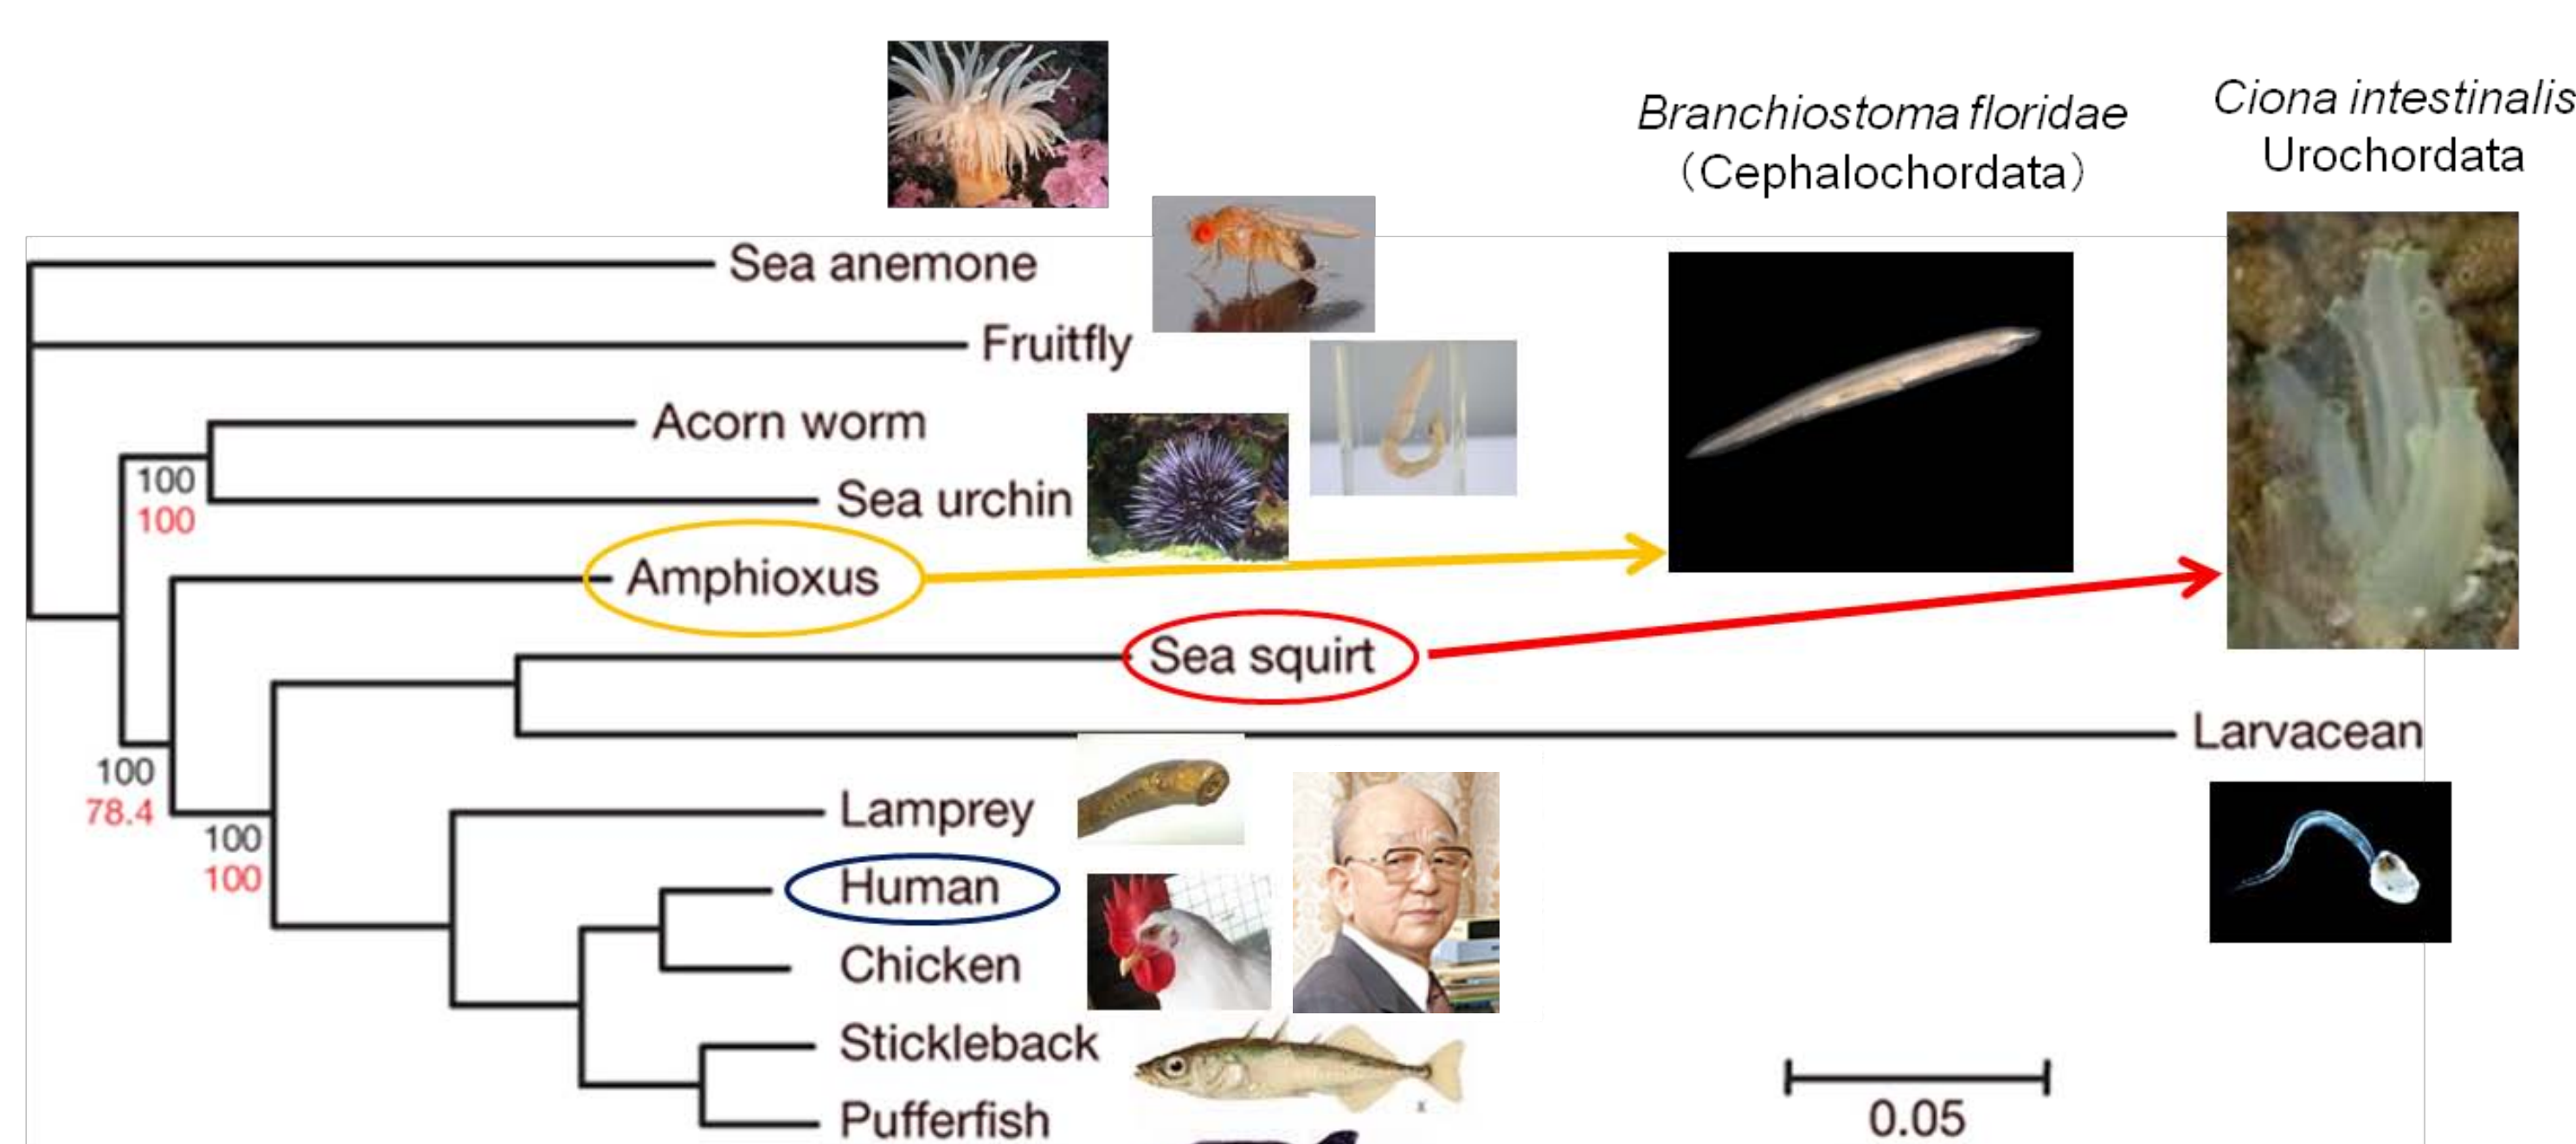 Branchiostoma floridae
（Cephalochordata）
Ciona intestinalis
Urochordata
Sea anemone
Fruitfly
Acorn worm
100
100
Sea urchin
Amphioxus
Sea squirt
Larvacean
100
78.4
Lamprey
100
100
Human
Chicken
Stickleback
x
Pufferfish
0.05